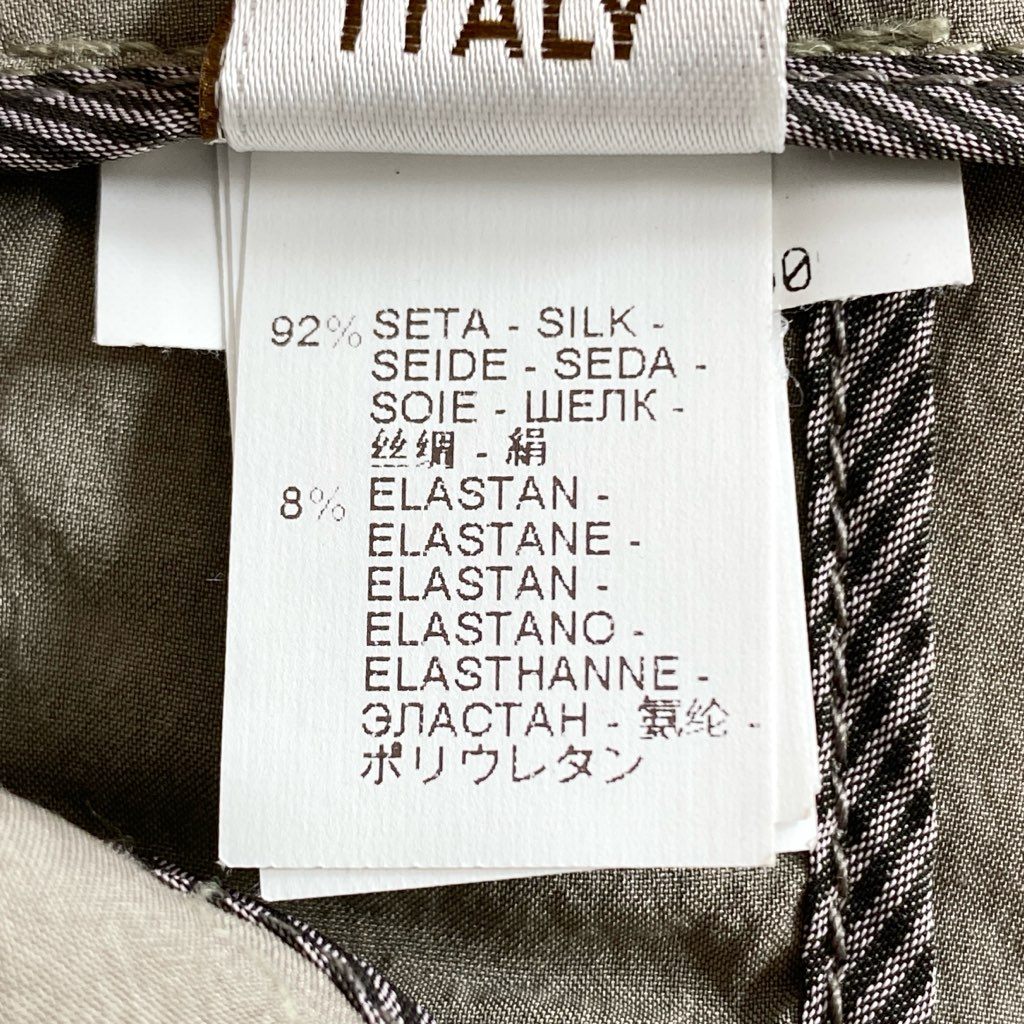 ITALY
92% SETA - SILK -
SEIDE - SEDA -
SOIE - ШЕЛК -
丝绸 - 絹
8% ELASTAN -
ELASTANE -
ELASTAN -
ELASTANO -
ELASTHANNE -
ЭЛАСТАН - 氨纶 -
ポリウレタン